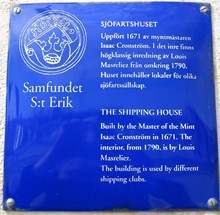 SJÖFARTSHUSET
Uppfört 1671 av myntmästaren
Isaac Cronström. I det inre finns
högklassig inredning av Louis
Masreliez från omkring 1790.
Huset innehåller lokaler för olika
sjöfartssällskap.
Samfundet
S:t Erik
THE SHIPPING HOUSE
Built by the Master of the Mint
Isaac Cronström in 1671. The
interior, from 1790, is by Louis
Masreliez.
The building is used by different
shipping clubs.